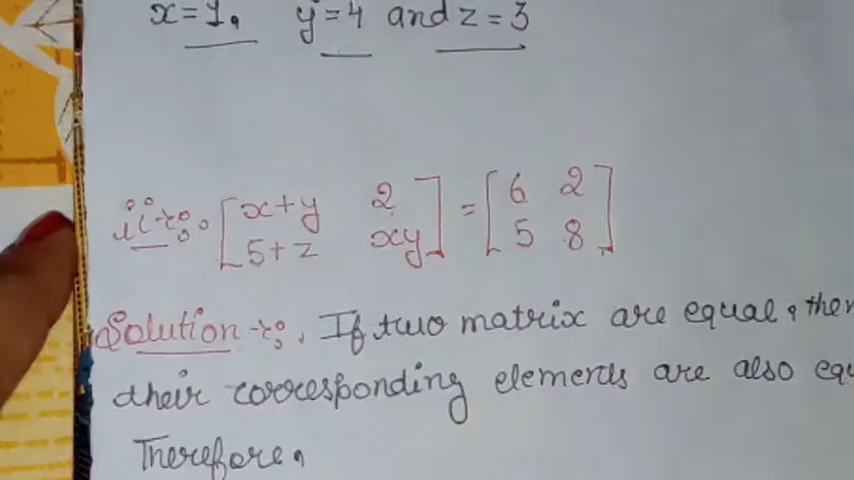 x=1, y=4 and z=3
ii-:
[x+y 2
5+z xy] = [6 2
5 8]
Solution-: If two matrix are equal, then
their corresponding elements are also equ
Therefore,